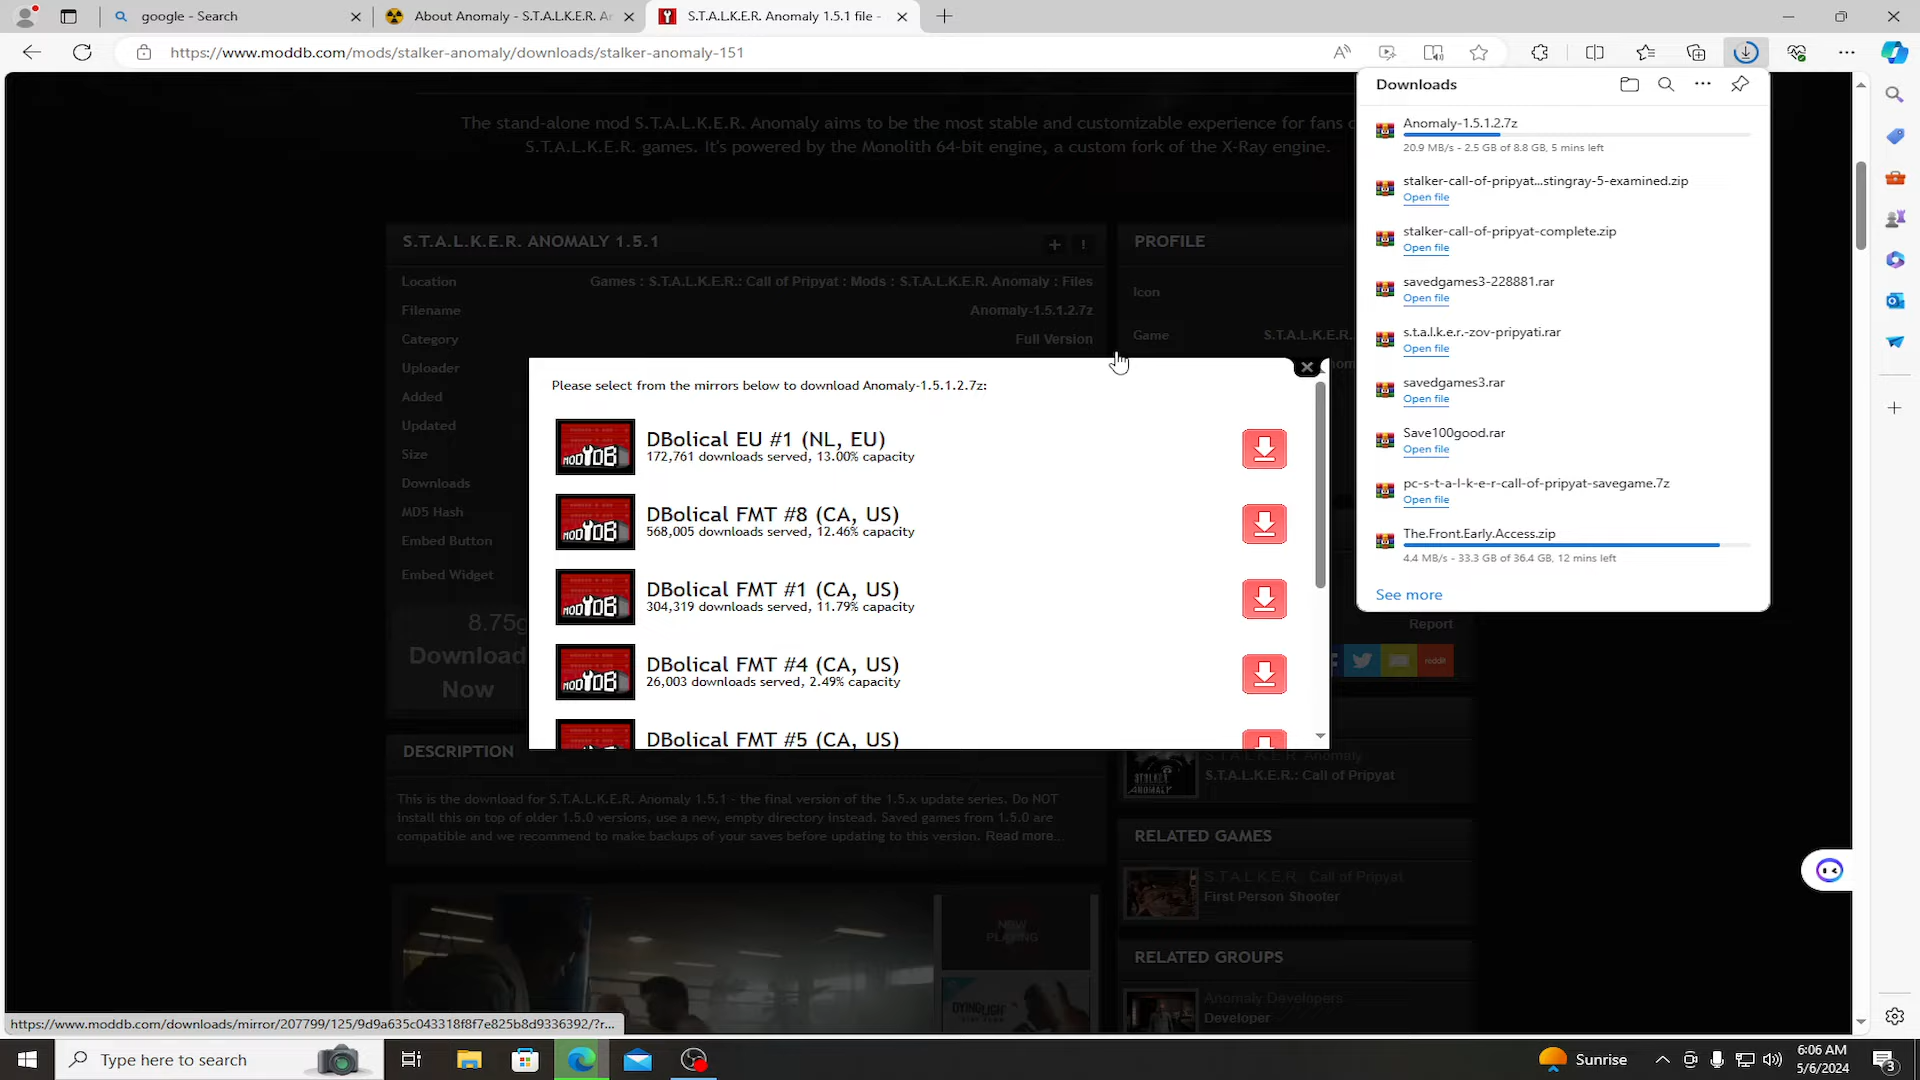 google - Search
About Anomaly - S.T.A.L.K.E.R. Ar
S.T.A.L.K.E.R. Anomaly 1.5.1 file -
https://www.moddb.com/mods/stalker-anomaly/downloads/stalker-anomaly-151
The stand-alone mod S.T.A.L.K.E.R. Anomaly aims to be the most stable and customizable experience for fans
S.T.A.L.K.E.R. games. It's powered by the Monolith 64-bit engine, a custom fork of the X-Ray engine.
S.T.A.L.K.E.R. ANOMALY 1.5.1
Location
Games : S.T.A.L.K.E.R.: Call of Pripyat : Mods : S.T.A.L.K.E.R. Anomaly : Files
Filename
Anomaly-1.5.1.2.7z
Category
Full Version
Uploader
Added
Updated
Size
Downloads
MD5 Hash
Embed Button
Embed Widget
8.75g
Download
Now
PROFILE
Icon
Game
S.T.A.L.K.E.R.
Please select from the mirrors below to download Anomaly-1.5.1.2.7z:
DBolical EU #1 (NL, EU)
172,761 downloads served, 13.00% capacity
DBolical FMT #8 (CA, US)
568,005 downloads served, 12.46% capacity
DBolical FMT #1 (CA, US)
304,319 downloads served, 11.79% capacity
DBolical FMT #4 (CA, US)
26,003 downloads served, 2.49% capacity
DBolical FMT #5 (CA, US)
Downloads
Anomaly-1.5.1.2.7z
20.9 MB/s - 2.5 GB of 8.8 GB, 5 mins left
stalker-call-of-pripyat...stingray-5-examined.zip
Open file
stalker-call-of-pripyat-complete.zip
Open file
savedgames3-228881.rar
Open file
s.t.a.l.k.e.r.-zov-pripyati.rar
Open file
savedgames3.rar
Open file
Save100good.rar
Open file
pc-s-t-a-l-k-e-r-call-of-pripyat-savegame.7z
Open file
The.Front.Early.Access.zip
4.4 MB/s - 33.3 GB of 36.4 GB, 12 mins left
See more
Report
reddit
DESCRIPTION
This is the download for S.T.A.L.K.E.R. Anomaly 1.5.1 - the final version of the 1.5.x update series. Do NOT
install this on top of older 1.5.0 versions, use a new, empty directory instead. Saved games from 1.5.0 are
compatible and we recommend to make backups of your saves before updating to this version. Read more...
S.T.A.L.K.E.R. Anomaly
S.T.A.L.K.E.R.: Call of Pripyat
RELATED GAMES
S.T.A.L.K.E.R.: Call of Pripyat
First Person Shooter
RELATED GROUPS
Anomaly Developers
Developer
NOW
PLAYING
DYING LIGHT
https://www.moddb.com/downloads/mirror/207799/125/9d9a635c043318f8f7e825b8d9336392/?r...
Type here to search
Sunrise
6:06 AM
5/6/2024
3